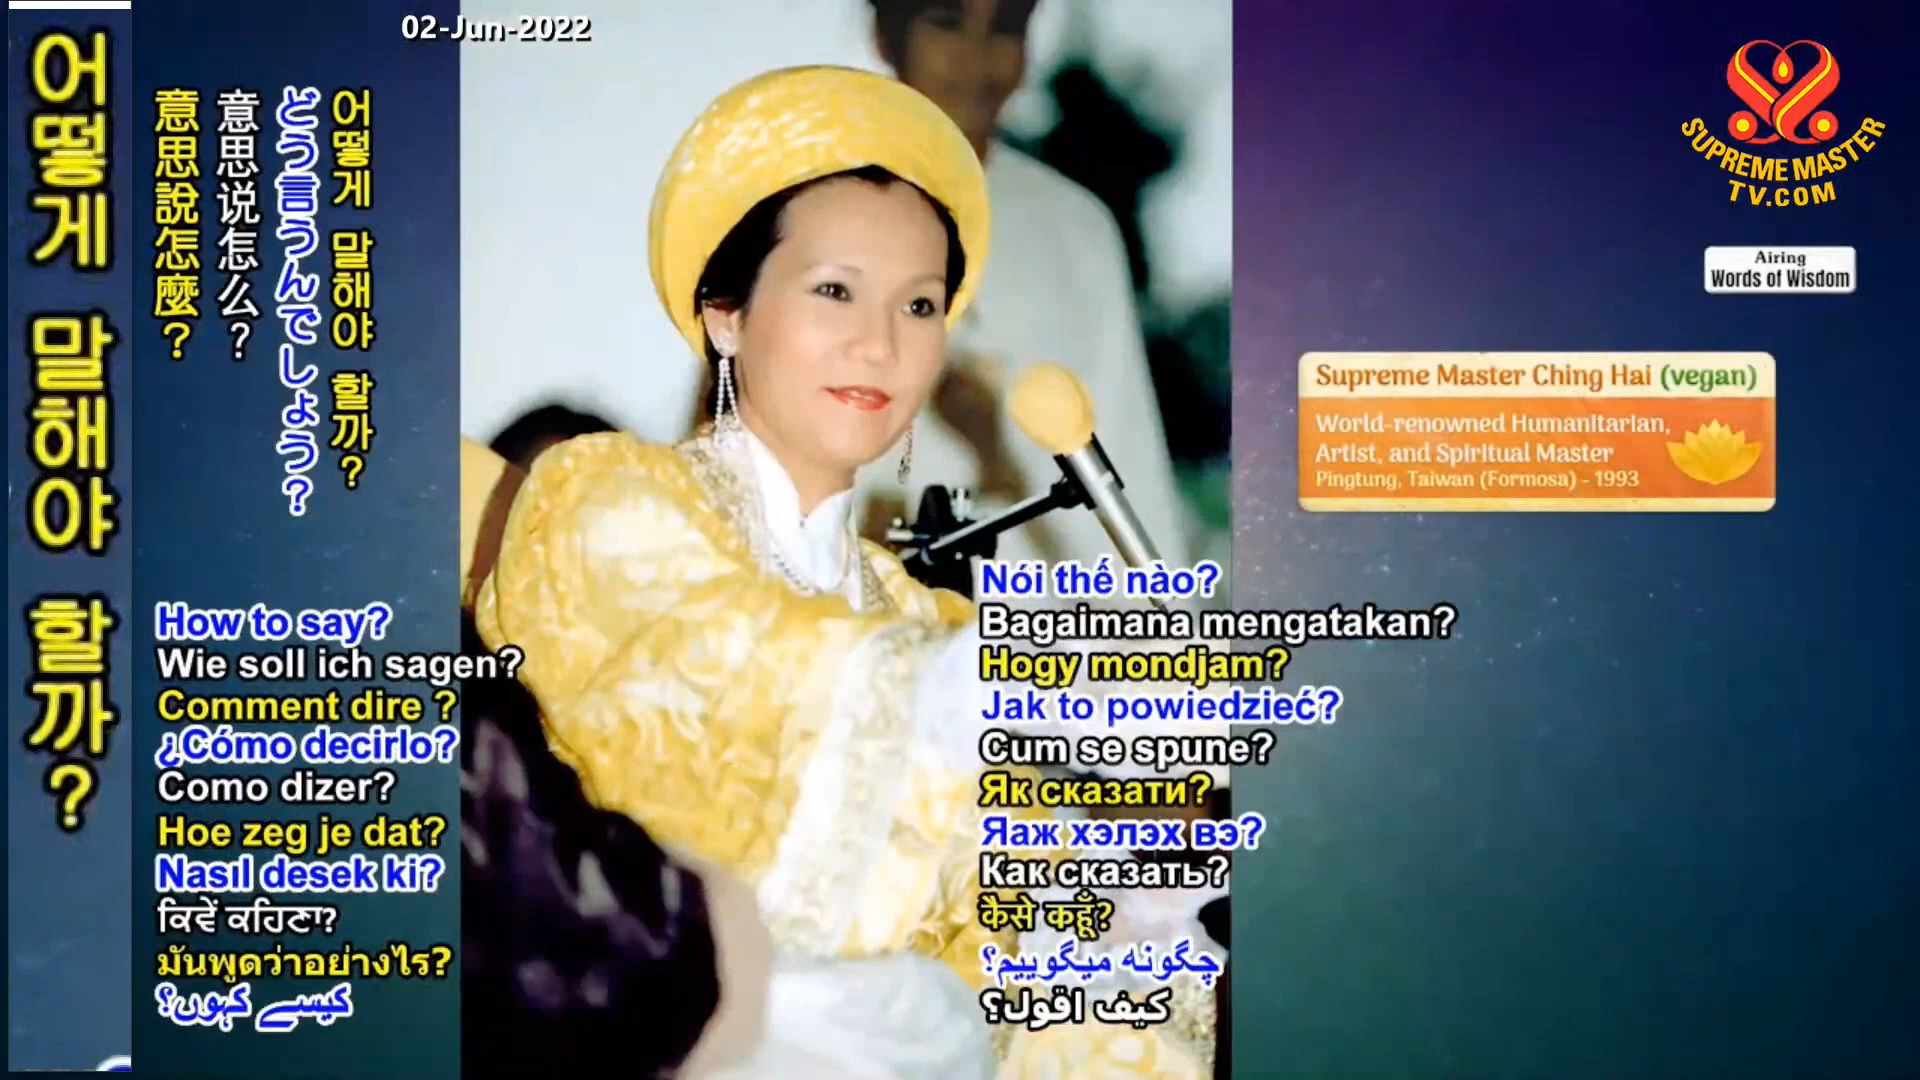 02-Jun-2022
어떻게 말해야 할까?
意思說怎麼？
意思说怎么？
どう言うんでしょう？
어떻게 말해야 할까?
SUPREME MASTER
TV.COM
Airing
Words of Wisdom
Supreme Master Ching Hai (vegan)
World-renowned Humanitarian,
Artist, and Spiritual Master
Pingtung, Taiwan (Formosa) - 1993
How to say?
Wie soll ich sagen?
Comment dire ?
¿Cómo decirlo?
Como dizer?
Hoe zeg je dat?
Nasıl desek ki?
ਕਿਵੇਂ ਕਹਿਣਾ?
มันพูดว่าอย่างไร?
کیسے کہوں؟
Nói thế nào?
Bagaimana mengatakan?
Hogy mondjam?
Jak to powiedzieć?
Cum se spune?
Як сказати?
Яаж хэлэх вэ?
Как сказать?
कैसे कहूँ?
چگونه میگوییم؟
كيف اقول؟